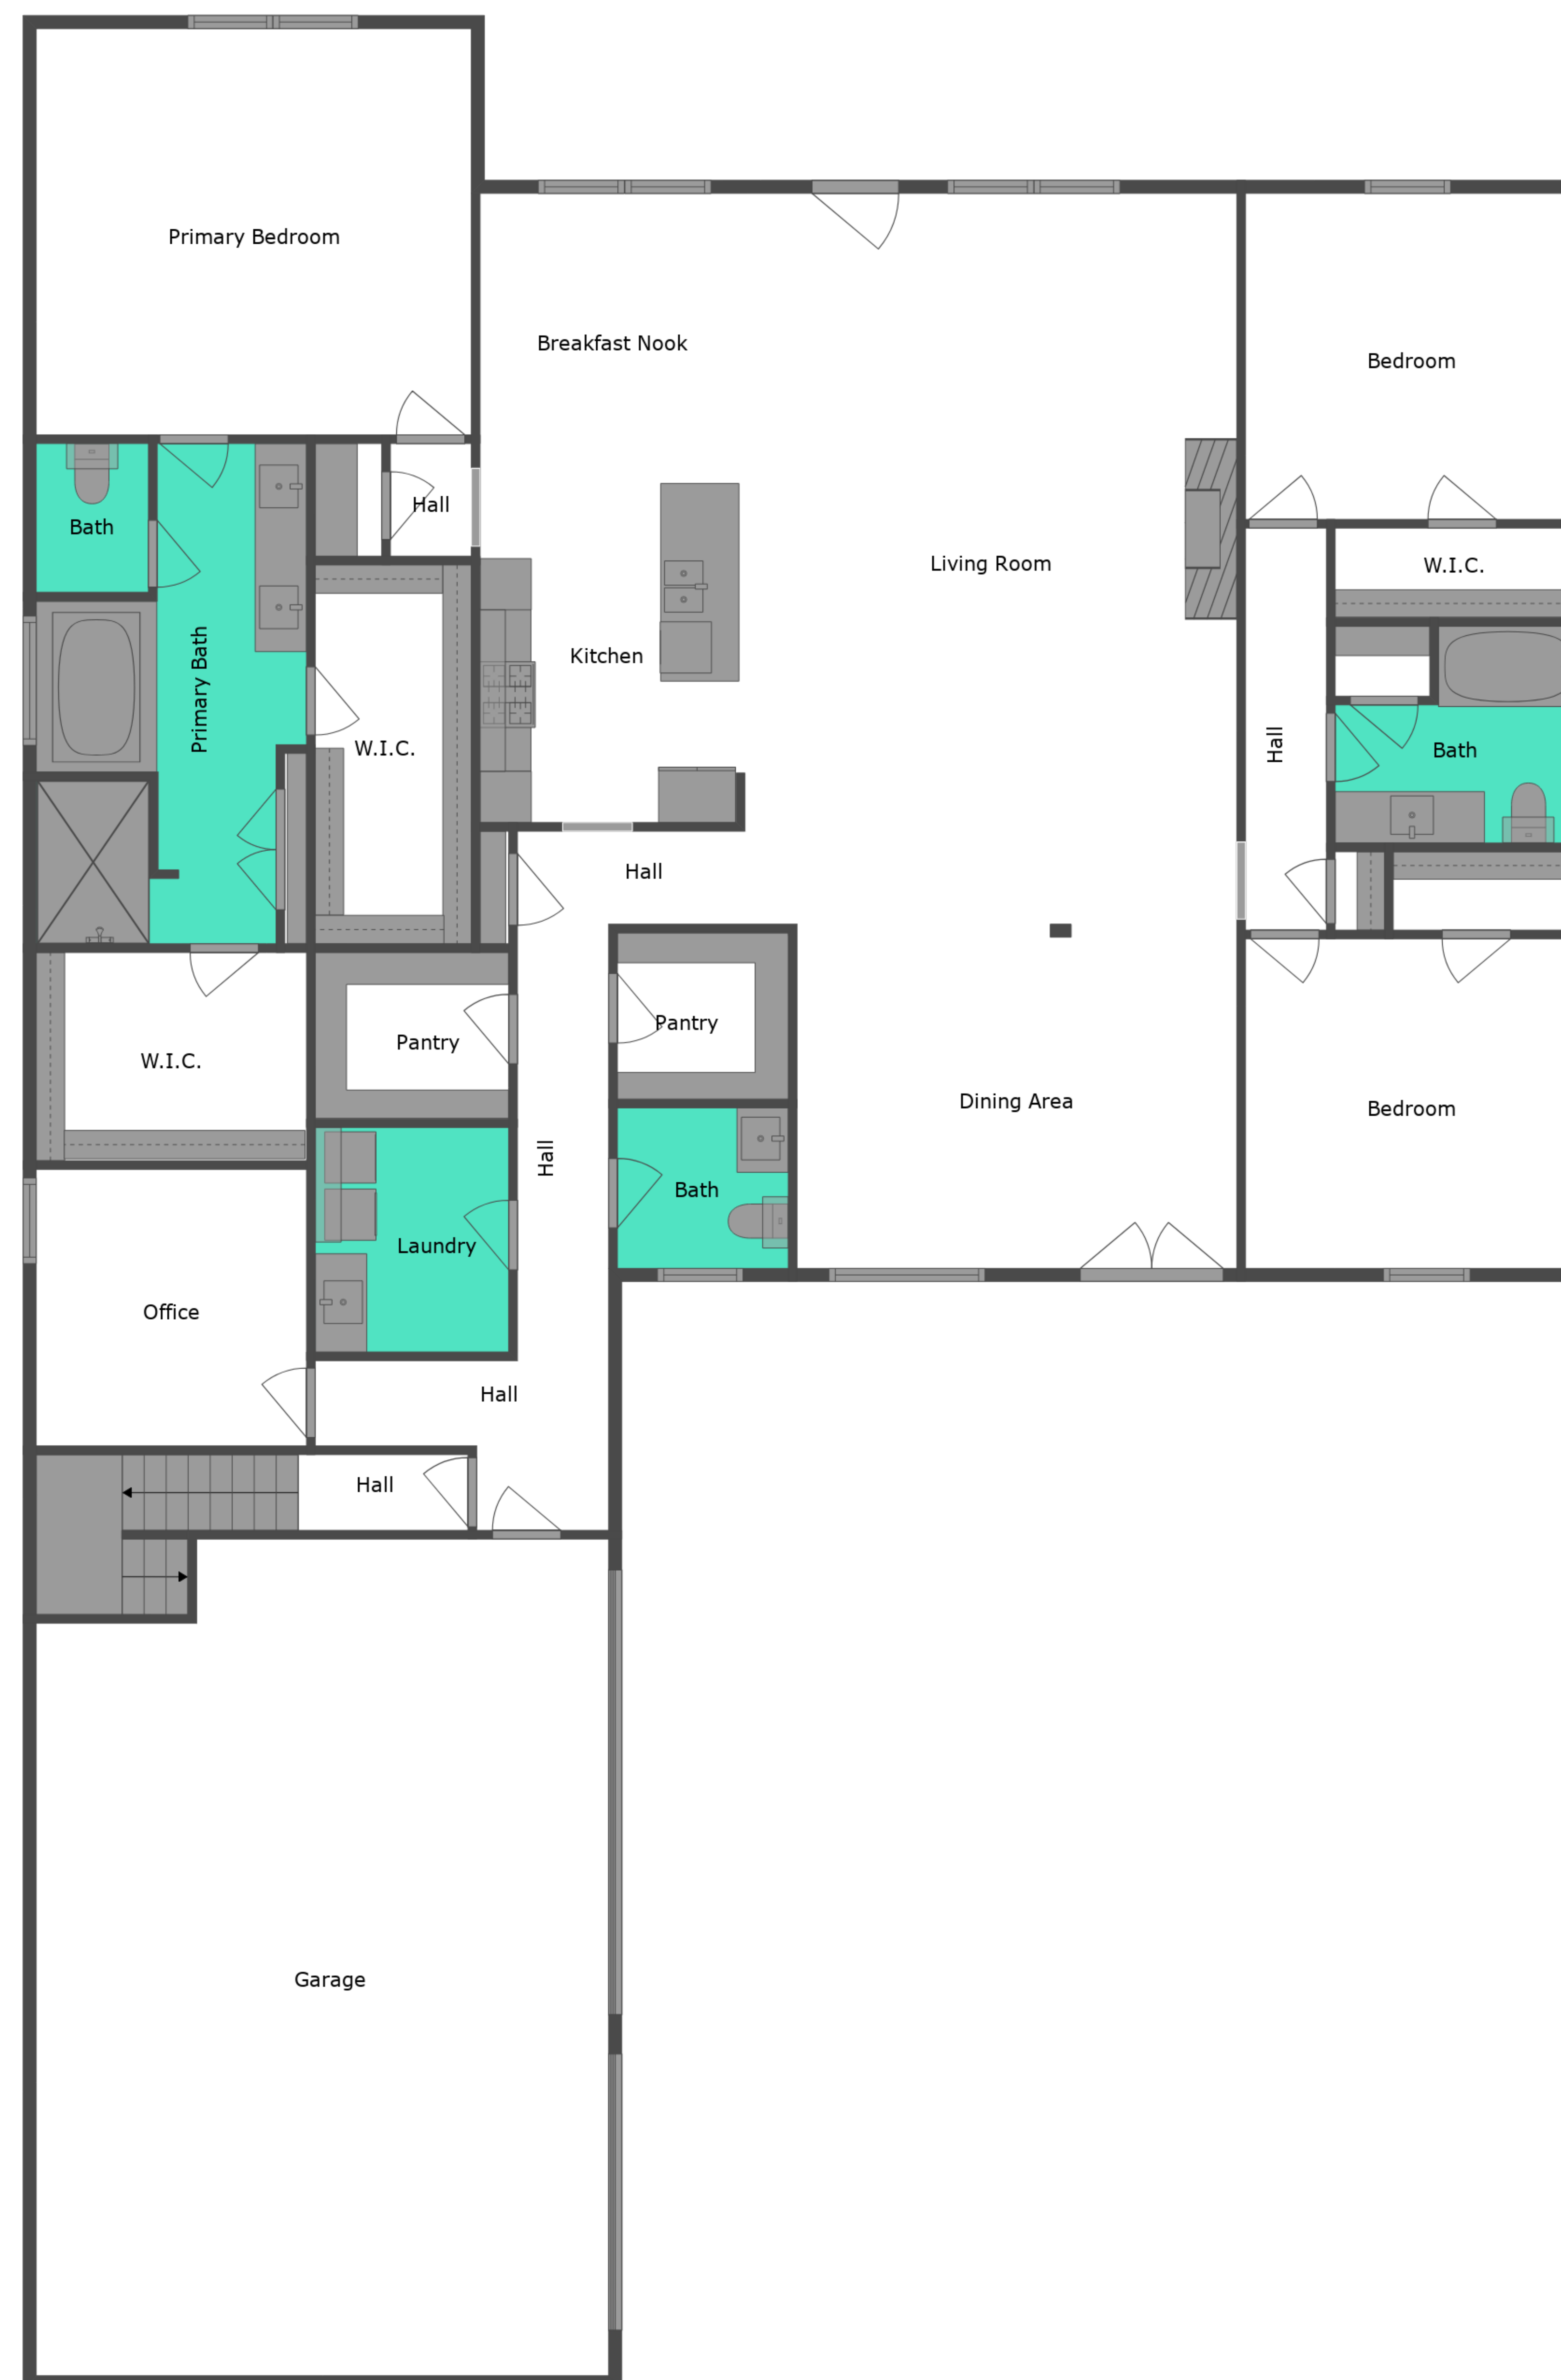 Primary Bedroom
Breakfast Nook
Bedroom
Hall
Bath
Living Room
W.I.C.
Kitchen
Primary Bath
W.I.C.
Hall
Bath
Hall
Pantry
Pantry
W.I.C.
Dining Area
Bedroom
Hall
Bath
Laundry
Office
Hall
Hall
Garage